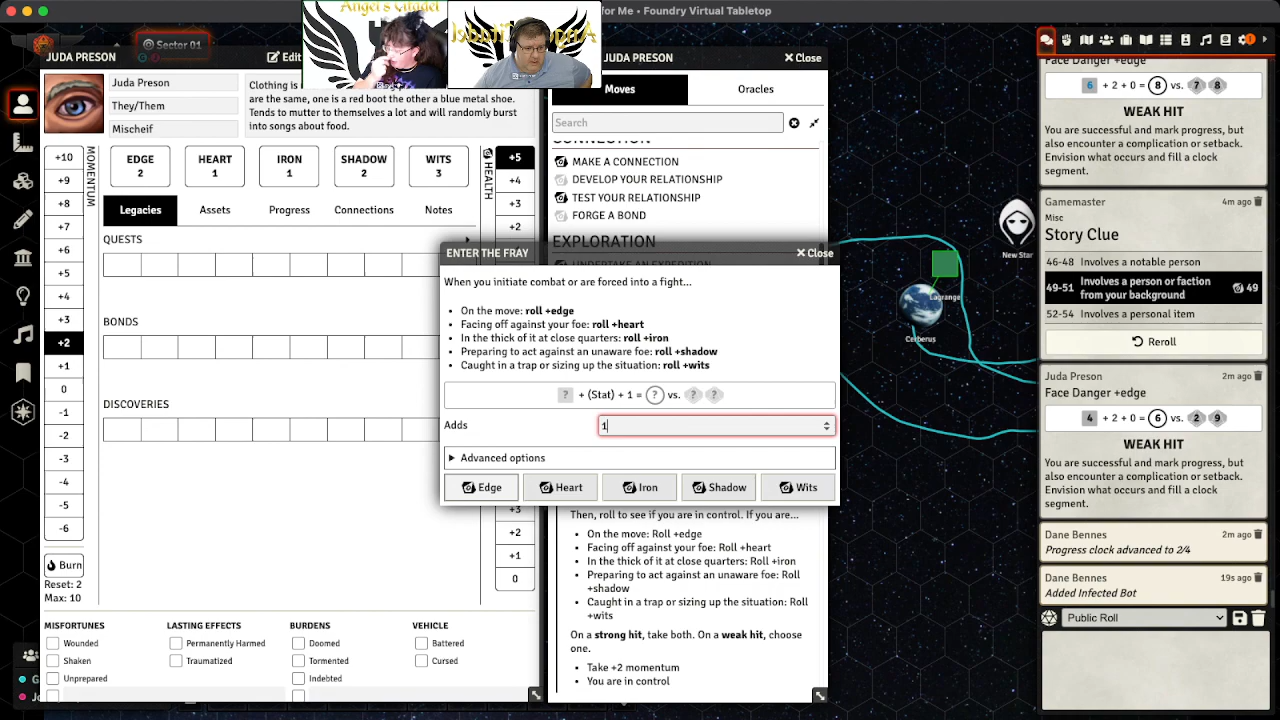 for Me • Foundry Virtual Tabletop
Angel's Citadel
Sector 01
JUDA PRESON
Edit
Juda Preson
They/Them
Mischeif
Clothing is
are the same, one is a red boot the other a blue metal shoe.
Tends to mutter to themselves a lot and will randomly burst
into songs about food.
MOMENTUM
+10
+9
+8
+7
+6
+5
+4
+3
+2
+1
0
-1
-2
-3
-4
-5
-6
Burn
Reset: 2
Max: 10
EDGE
2
HEART
1
IRON
1
SHADOW
2
WITS
3
Legacies
Assets
Progress
Connections
Notes
QUESTS
BONDS
DISCOVERIES
HEALTH
+5
+4
+3
+2
+3
+2
+1
0
MISFORTUNES
Wounded
Shaken
Unprepared
LASTING EFFECTS
Permanently Harmed
Traumatized
BURDENS
Doomed
Tormented
Indebted
VEHICLE
Battered
Cursed
JUDA PRESON
Close
Moves
Oracles
Search
CONNECTION
MAKE A CONNECTION
DEVELOP YOUR RELATIONSHIP
TEST YOUR RELATIONSHIP
FORGE A BOND
EXPLORATION
UNDERTAKE AN EXPEDITION
ENTER THE FRAY
Close
When you initiate combat or are forced into a fight...
• On the move: roll +edge
• Facing off against your foe: roll +heart
• In the thick of it at close quarters: roll +iron
• Preparing to act against an unaware foe: roll +shadow
• Caught in a trap or sizing up the situation: roll +wits
? + (Stat) + 1 = ? vs. ? ?
Adds
1
Advanced options
Edge
Heart
Iron
Shadow
Wits
Then, roll to see if you are in control. If you are...
• On the move: Roll +edge
• Facing off against your foe: Roll +heart
• In the thick of it at close quarters: Roll +iron
• Preparing to act against an unaware foe: Roll
+shadow
• Caught in a trap or sizing up the situation: Roll
+wits
On a strong hit, take both. On a weak hit, choose
one.
• Take +2 momentum
• You are in control
Lagrange
Cerberus
New Star
Face Danger +edge
6 + 2 + 0 = 8 vs. 7 8
WEAK HIT
You are successful and mark progress, but
also encounter a complication or setback.
Envision what occurs and fill a clock
segment.
Gamemaster
4m ago
Misc
Story Clue
46-48 Involves a notable person
49-51 Involves a person or faction
from your background
49
52-54 Involves a personal item
Reroll
Juda Preson
2m ago
Face Danger +edge
4 + 2 + 0 = 6 vs. 2 9
WEAK HIT
You are successful and mark progress, but
also encounter a complication or setback.
Envision what occurs and fill a clock
segment.
Dane Bennes
2m ago
Progress clock advanced to 2/4
Dane Bennes
19s ago
Added Infected Bot
Public Roll